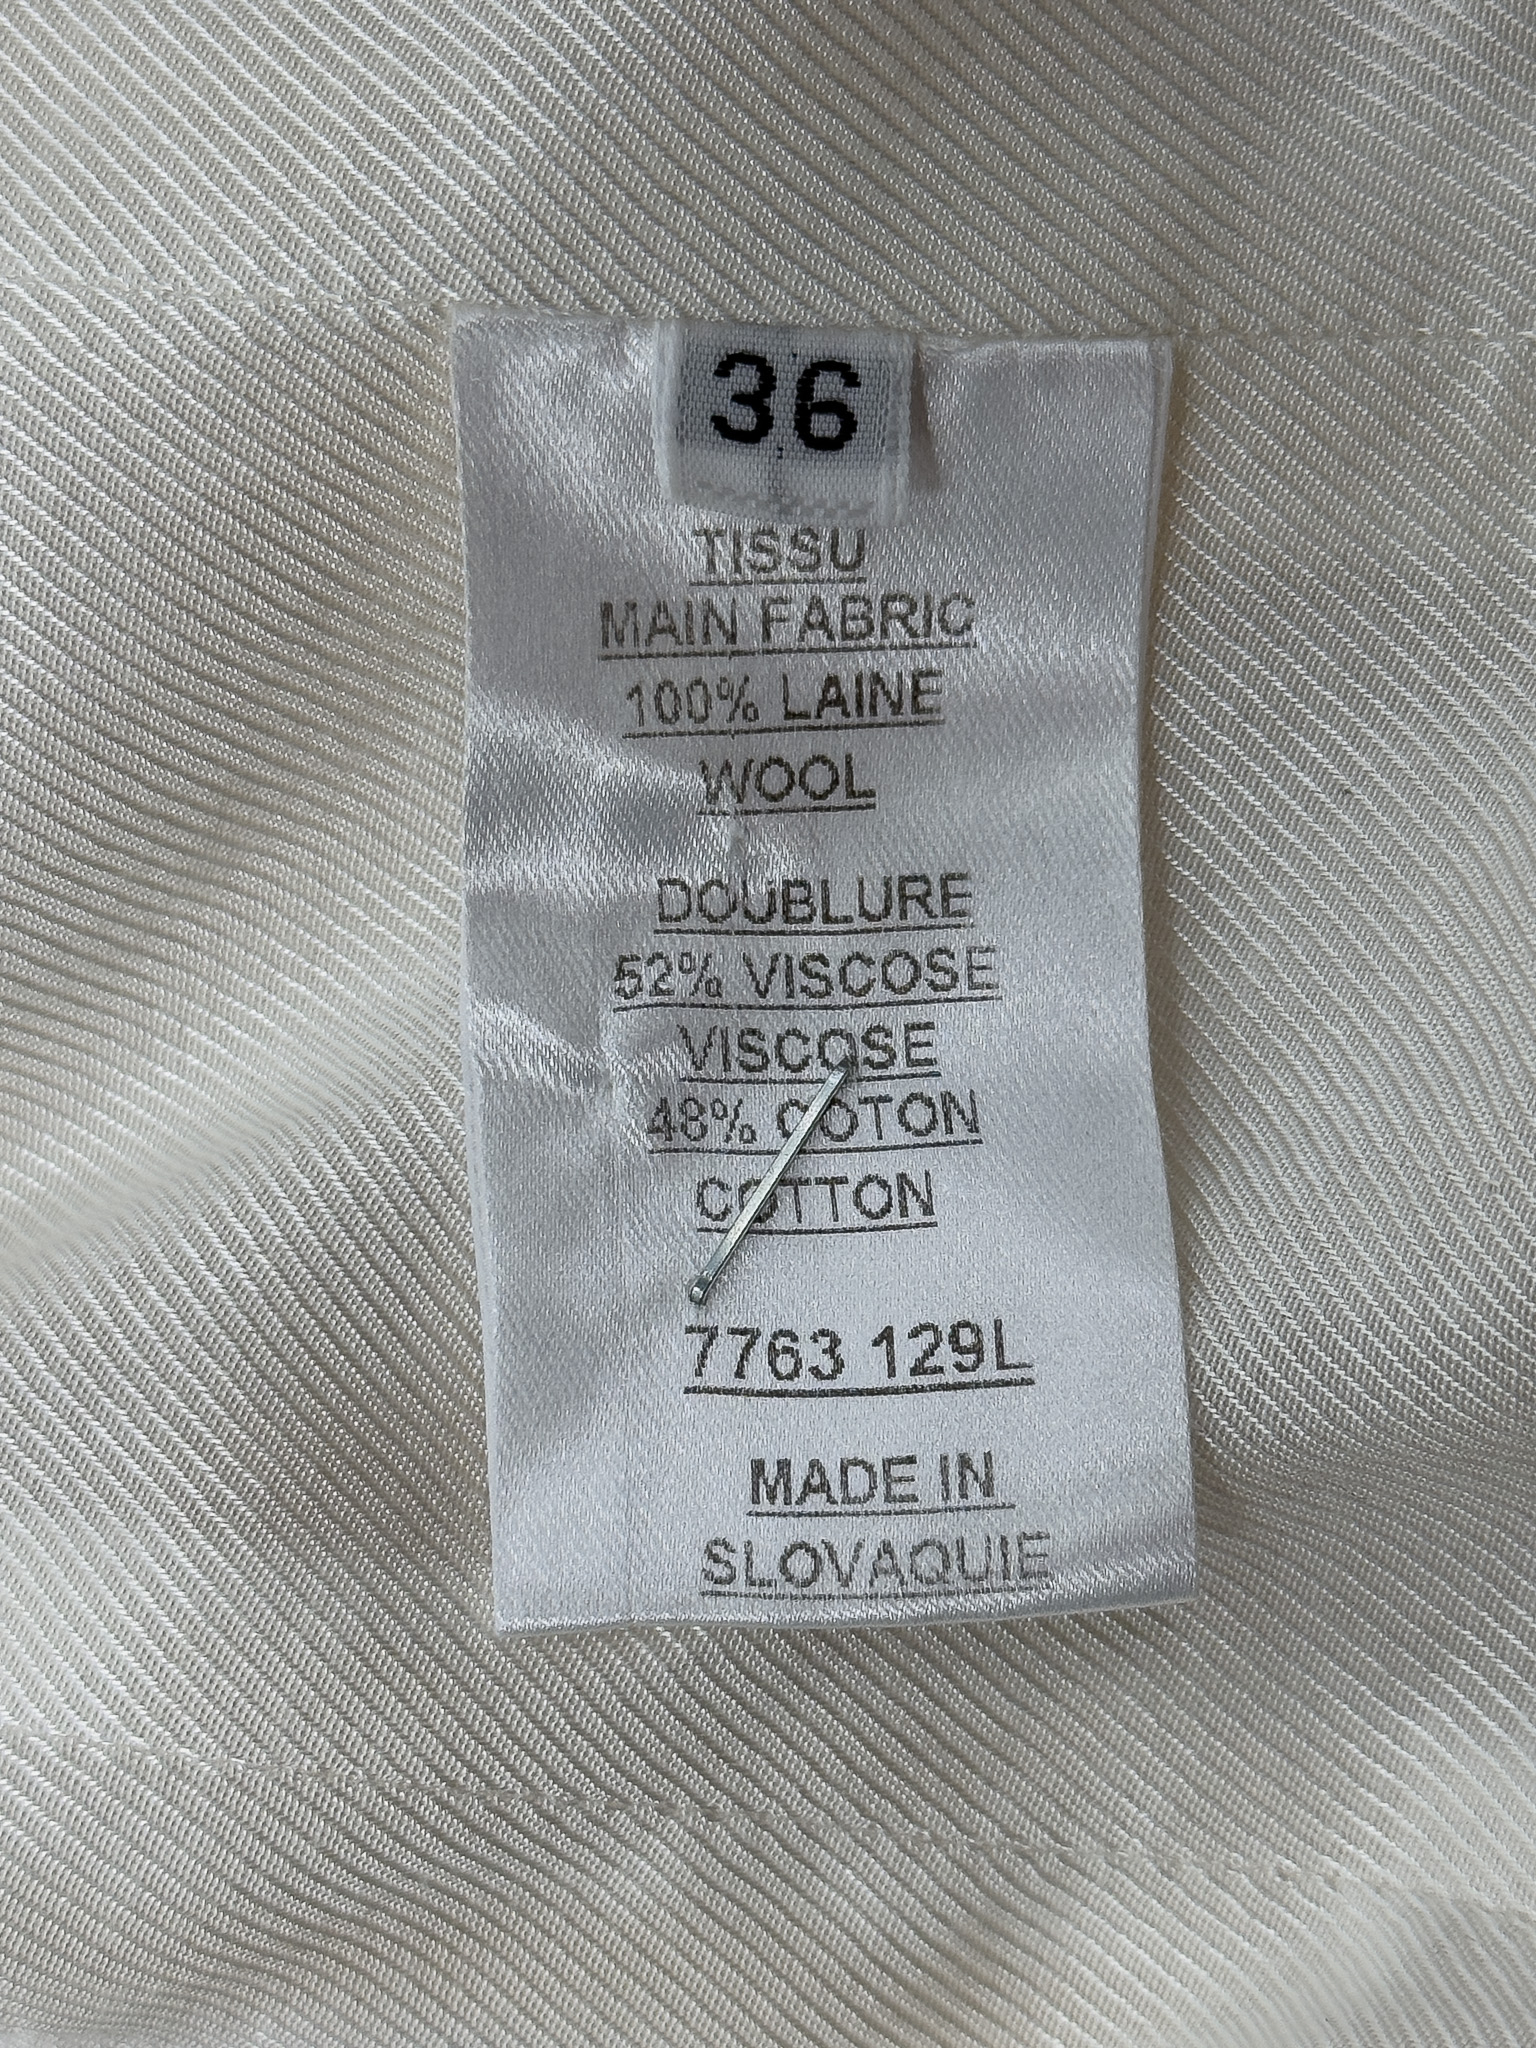 36
TISSU
MAIN FABRIC
100% LAINE
WOOL
DOUBLURE
52% VISCOSE
VISCOSE
48% COTON
COTTON
7763 129L
MADE IN
SLOVAQUIE